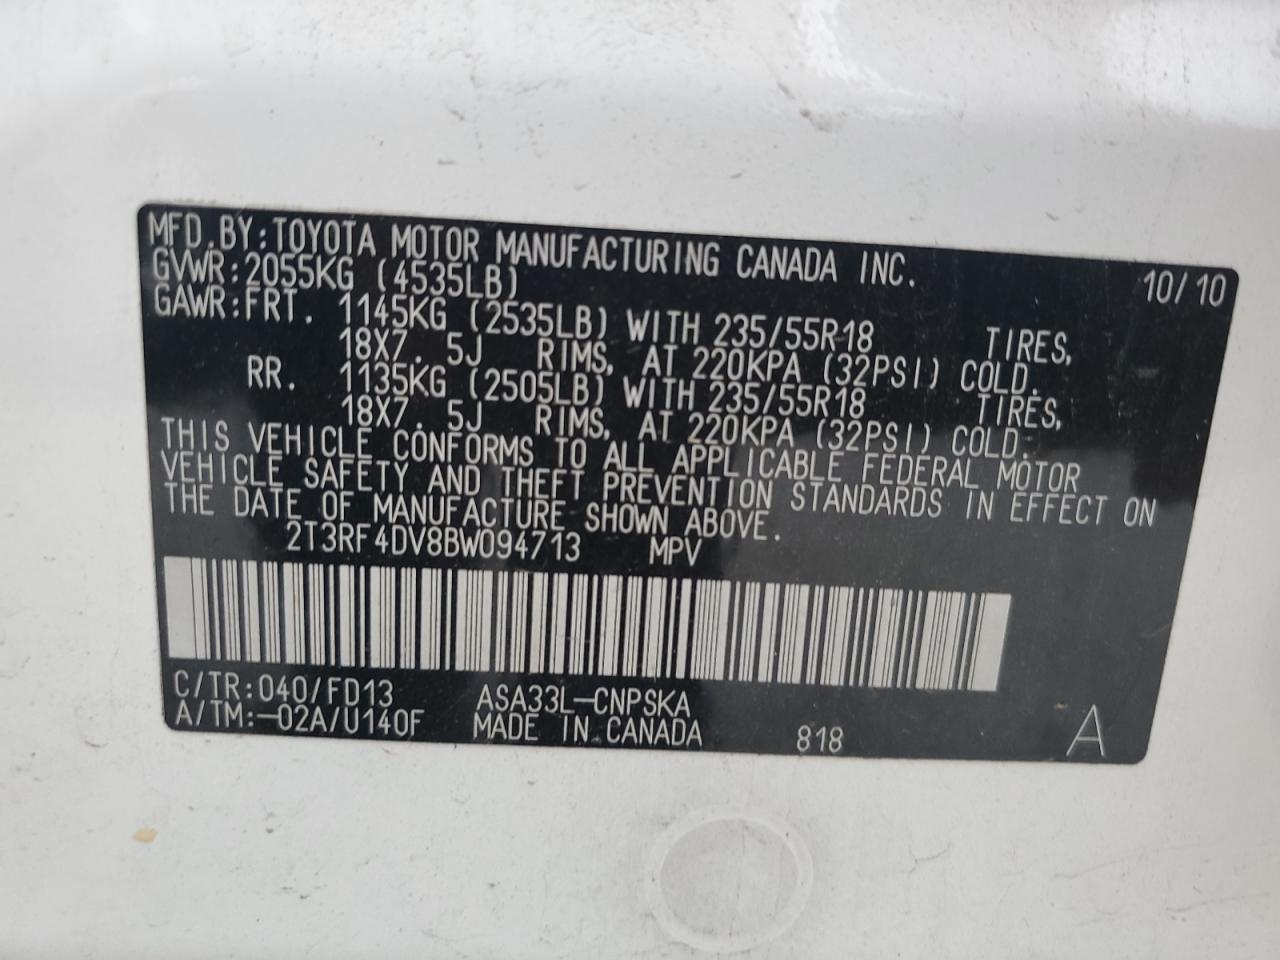 MFD.BY:TOYOTA MOTOR MANUFACTURING CANADA INC. 10/10
GVWR:2055KG (4535LB)
GAWR:FRT. 1145KG (2535LB) WITH 235/55R18 TIRES,
18X7.5J RIMS, AT 220KPA (32PSI) COLD.
RR. 1135KG (2505LB) WITH 235/55R18 TIRES,
18X7.5J RIMS, AT 220KPA (32PSI) COLD.
THIS VEHICLE CONFORMS TO ALL APPLICABLE FEDERAL MOTOR
VEHICLE SAFETY AND THEFT PREVENTION STANDARDS IN EFFECT ON
THE DATE OF MANUFACTURE SHOWN ABOVE.
2T3RF4DV8BW094713 MPV
C/TR:040/FD13 ASA33L-CNPSKA
A/TM:-02A/U140F MADE IN CANADA 818 A